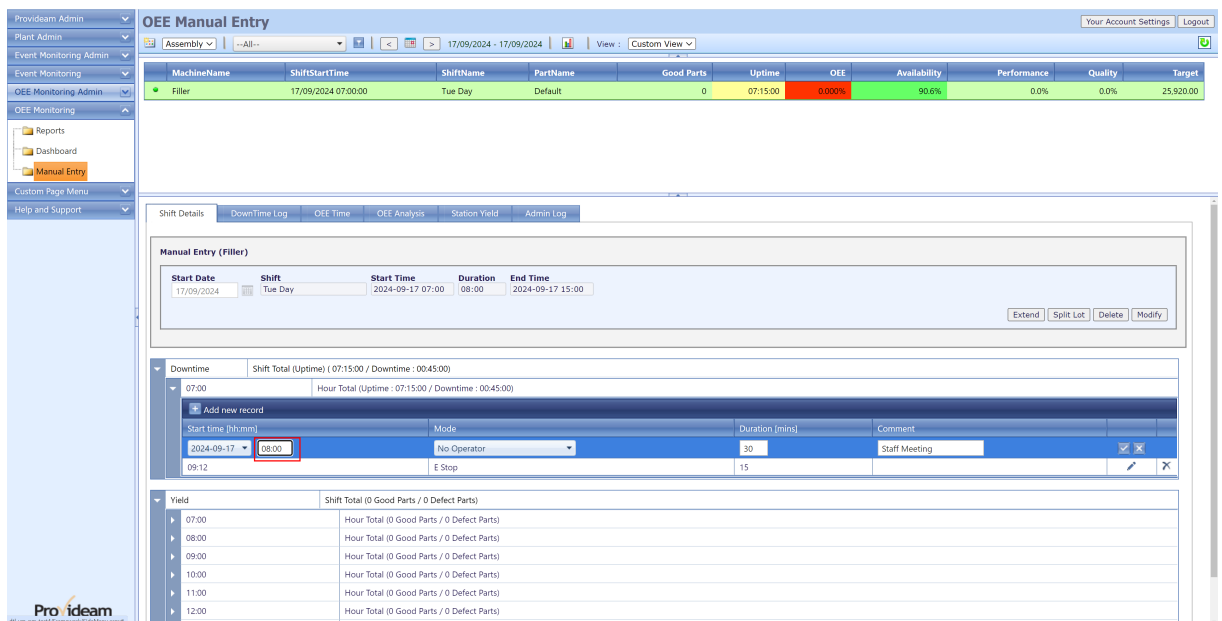 Provideam Admin
Plant Admin
Event Monitoring Admin
Event Monitoring
OEE Monitoring Admin
OEE Monitoring
Reports
Dashboard
Manual Entry
Custom Page Menu
Help and Support
Provideam
OEE Manual Entry
Your Account Settings Logout
Assembly --All-- < > 17/09/2024 - 17/09/2024 View : Custom View
MachineName ShiftStartTime ShiftName PartName Good Parts Uptime OEE Availability Performance Quality Target
Filler 17/09/2024 07:00:00 Tue Day Default 0 07:15:00 0.000% 90.6% 0.0% 0.0% 25,920.00
Shift Details DownTime Log OEE Time OEE Analysis Station Yield Admin Log
Manual Entry (Filler)
Start Date Shift Start Time Duration End Time
17/09/2024 Tue Day 2024-09-17 07:00 08:00 2024-09-17 15:00
Extend Split Lot Delete Modify
Downtime Shift Total (Uptime) ( 07:15:00 / Downtime : 00:45:00)
07:00 Hour Total (Uptime : 07:15:00 / Downtime : 00:45:00)
Add new record
Start time [hh:mm] Mode Duration [mins] Comment
2024-09-17 08:00 No Operator 30 Staff Meeting
09:12 E Stop 15
Yield Shift Total (0 Good Parts / 0 Defect Parts)
07:00 Hour Total (0 Good Parts / 0 Defect Parts)
08:00 Hour Total (0 Good Parts / 0 Defect Parts)
09:00 Hour Total (0 Good Parts / 0 Defect Parts)
10:00 Hour Total (0 Good Parts / 0 Defect Parts)
11:00 Hour Total (0 Good Parts / 0 Defect Parts)
12:00 Hour Total (0 Good Parts / 0 Defect Parts)